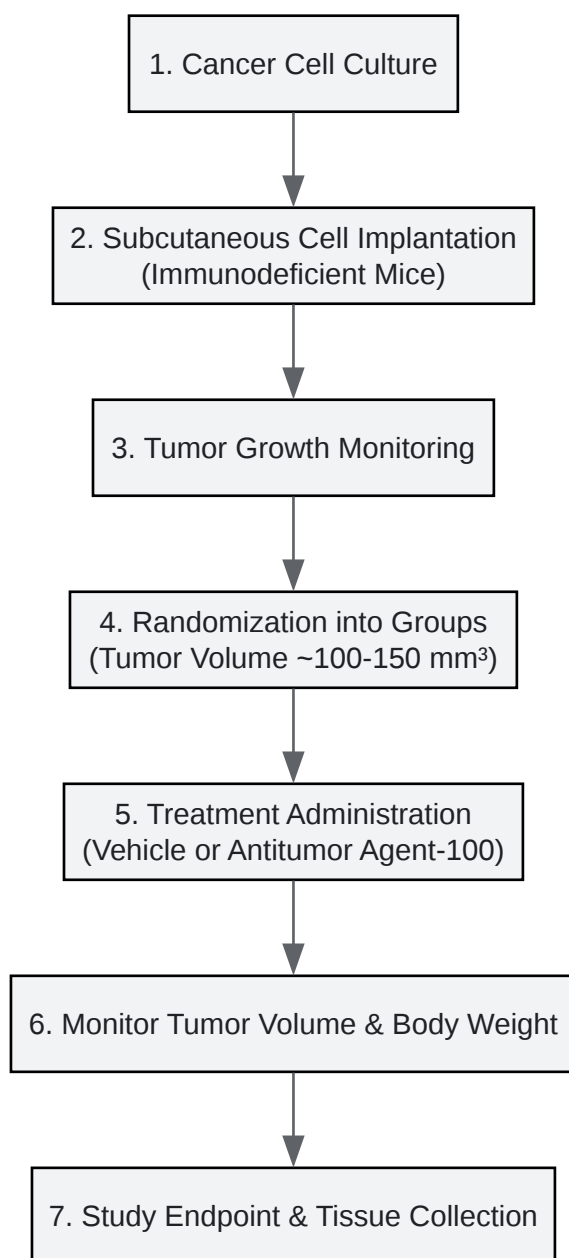 1. Cancer Cell Culture
2. Subcutaneous Cell Implantation
(Immunodeficient Mice)
3. Tumor Growth Monitoring
4. Randomization into Groups
(Tumor Volume ~100-150 mm³)
5. Treatment Administration
(Vehicle or Antitumor Agent-100)
6. Monitor Tumor Volume & Body Weight
7. Study Endpoint & Tissue Collection